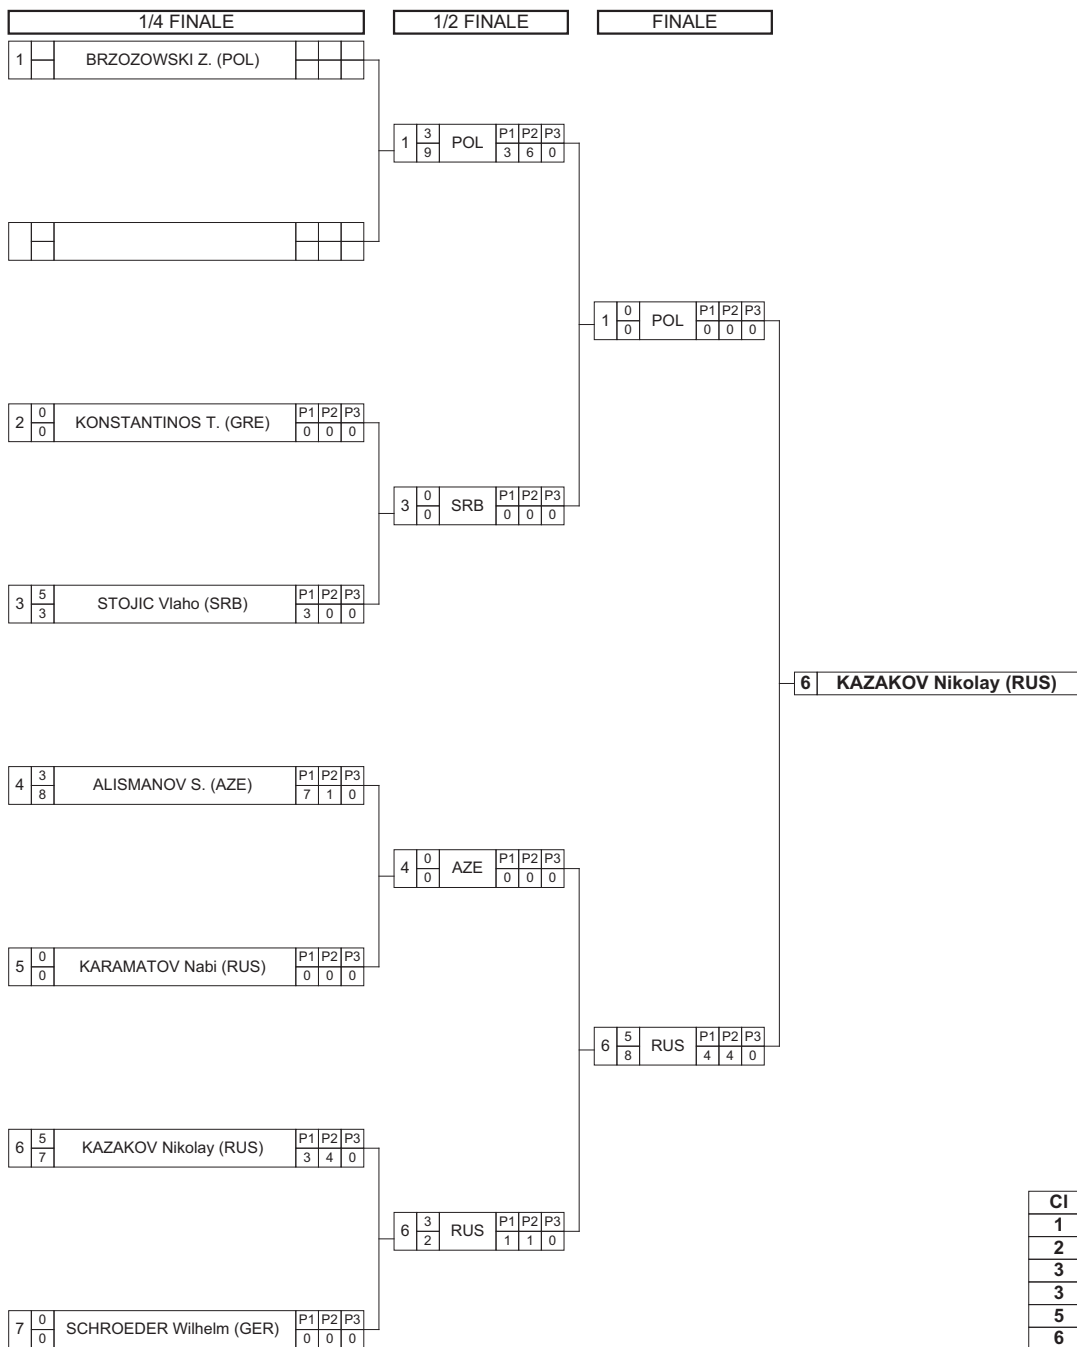 1/4 FINALE 1/2 FINALE FINALE
1 BRZOZOWSKI Z. (POL)
1 3 9 POL P1 P2 P3 3 6 0
1 0 0 POL P1 P2 P3 0 0 0
2 0 0 KONSTANTINOS T. (GRE) P1 P2 P3 0 0 0
3 0 0 SRB P1 P2 P3 0 0 0
3 5 3 STOJIC Vlaho (SRB) P1 P2 P3 3 0 0
6 KAZAKOV Nikolay (RUS)
4 3 8 ALISMANOV S. (AZE) P1 P2 P3 7 1 0
4 0 0 AZE P1 P2 P3 0 0 0
5 0 0 KARAMATOV Nabi (RUS) P1 P2 P3 0 0 0
6 5 8 RUS P1 P2 P3 4 4 0
6 5 7 KAZAKOV Nikolay (RUS) P1 P2 P3 3 4 0
6 3 2 RUS P1 P2 P3 1 1 0
7 0 0 SCHROEDER Wilhelm (GER) P1 P2 P3 0 0 0
Cl
1
2
3
3
5
6